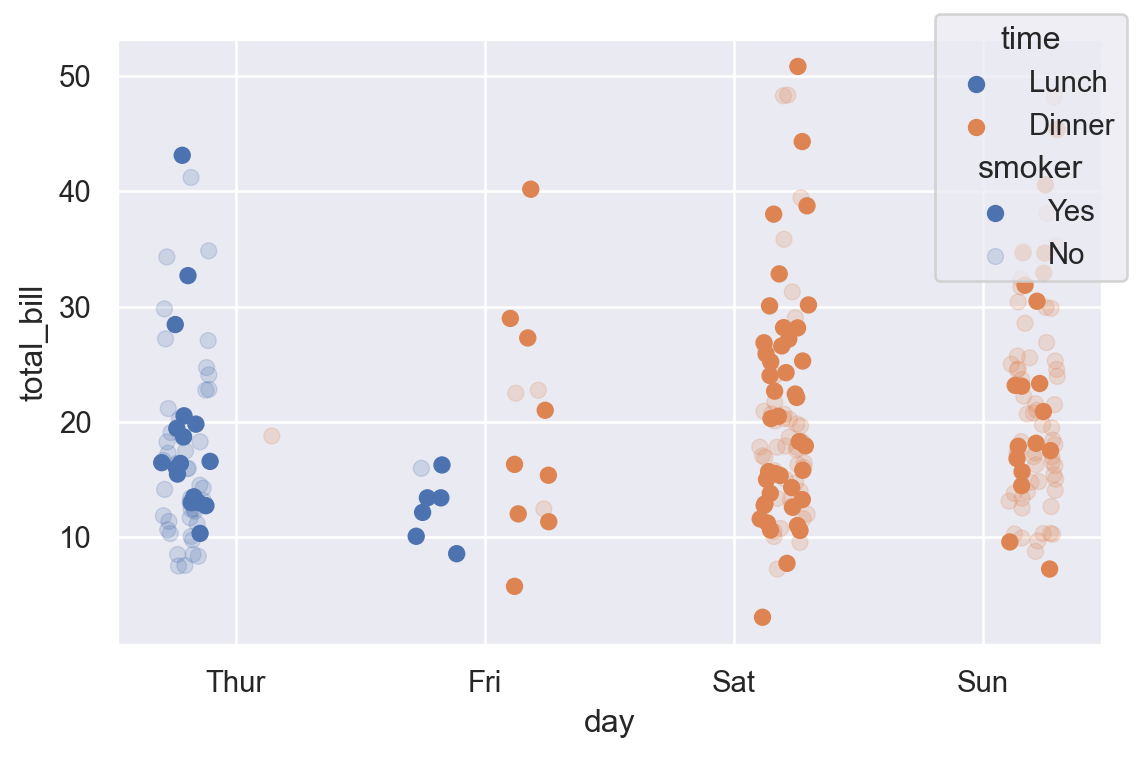 time
Lunch
Dinner
smoker
Yes
No
50
40
30
20
10
total_bill
Thur
Fri
Sat
Sun
day